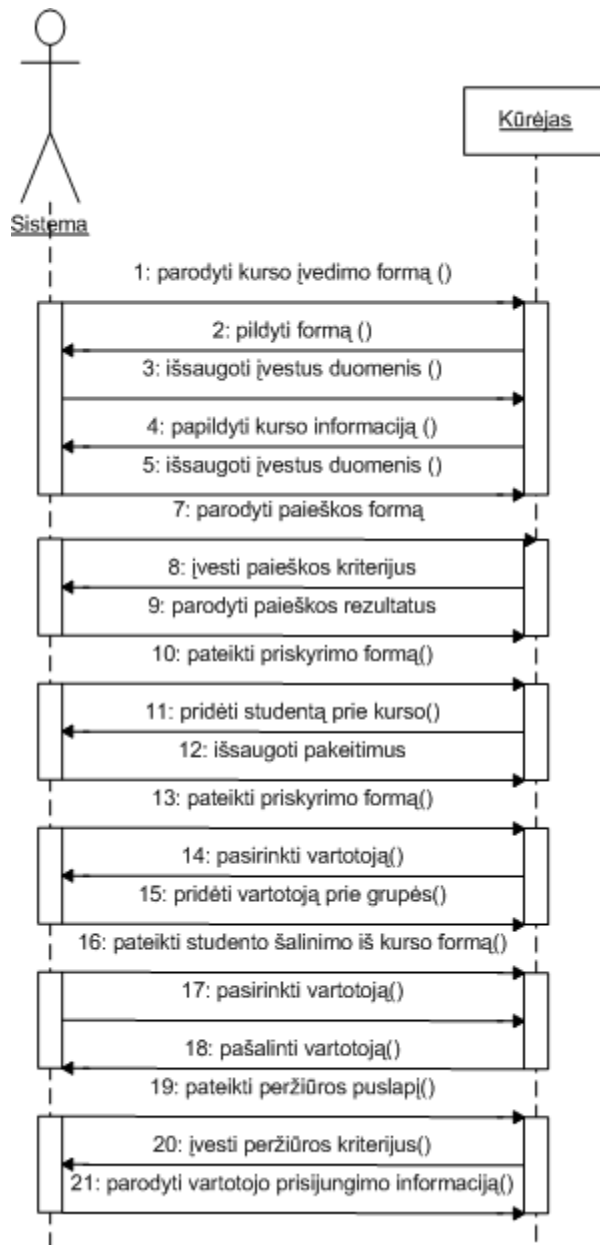 Kūrėjas
Sistema
1: parodyti kurso įvedimo formą ()
2: pildyti formą ()
3: išsaugoti įvestus duomenis ()
4: papildyti kurso informaciją ()
5: išsaugoti įvestus duomenis ()
7: parodyti paieškos formą
8: įvesti paieškos kriterijus
9: parodyti paieškos rezultatus
10: pateikti priskyrimo formą()
11: pridėti studentą prie kurso()
12: išsaugoti pakeitimus
13: pateikti priskyrimo formą()
14: pasirinkti vartotoją()
15: pridėti vartotoją prie grupės()
16: pateikti studento šalinimo iš kurso formą()
17: pasirinkti vartotoją()
18: pašalinti vartotoją()
19: pateikti peržiūros puslapį()
20: įvesti peržiūros kriterijus()
21: parodyti vartotojo prisijungimo informaciją()